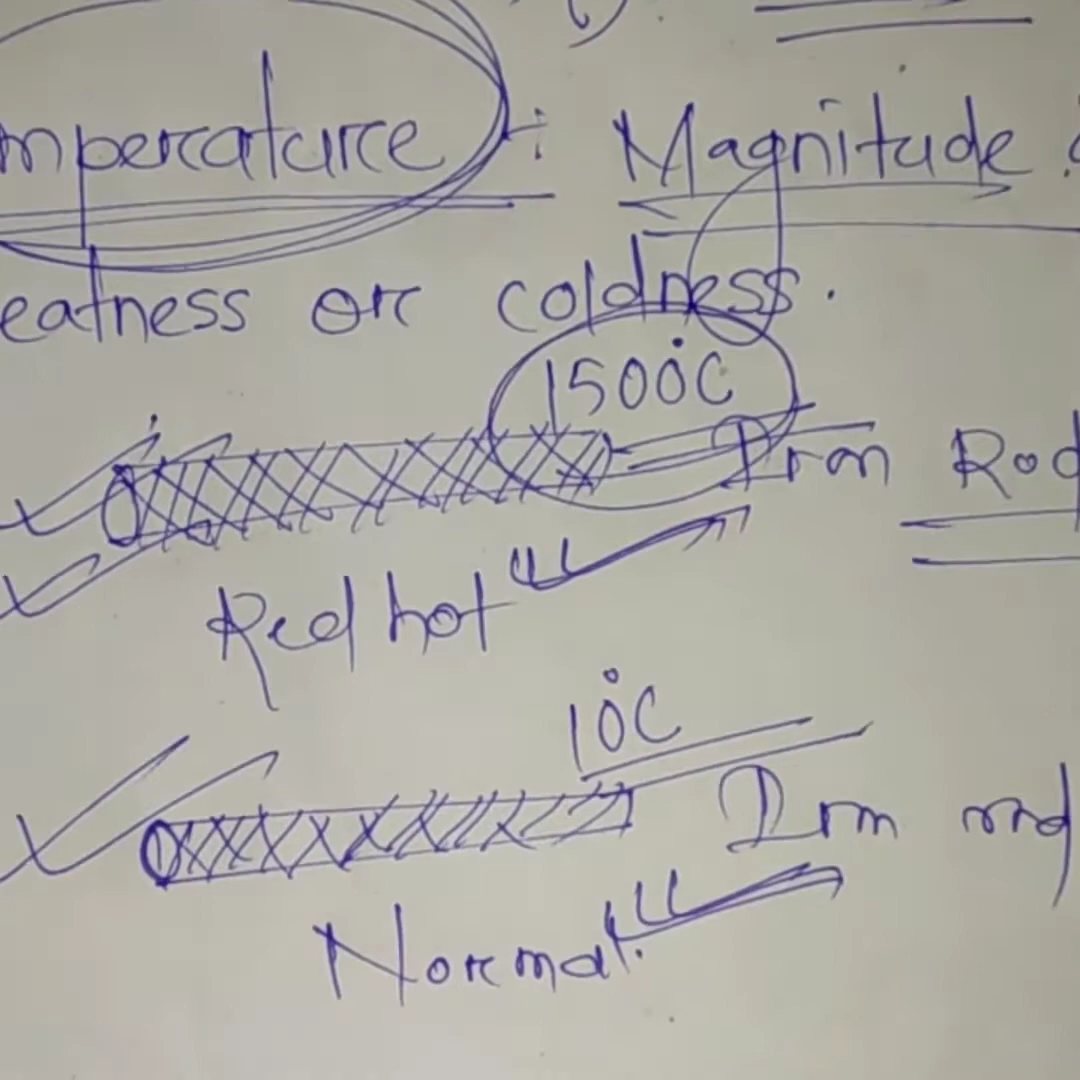 mperature : Magnitude
eatness or coldness.
1500°C
Iron Rod
Red hot
10°C
Iron rod
Normal.